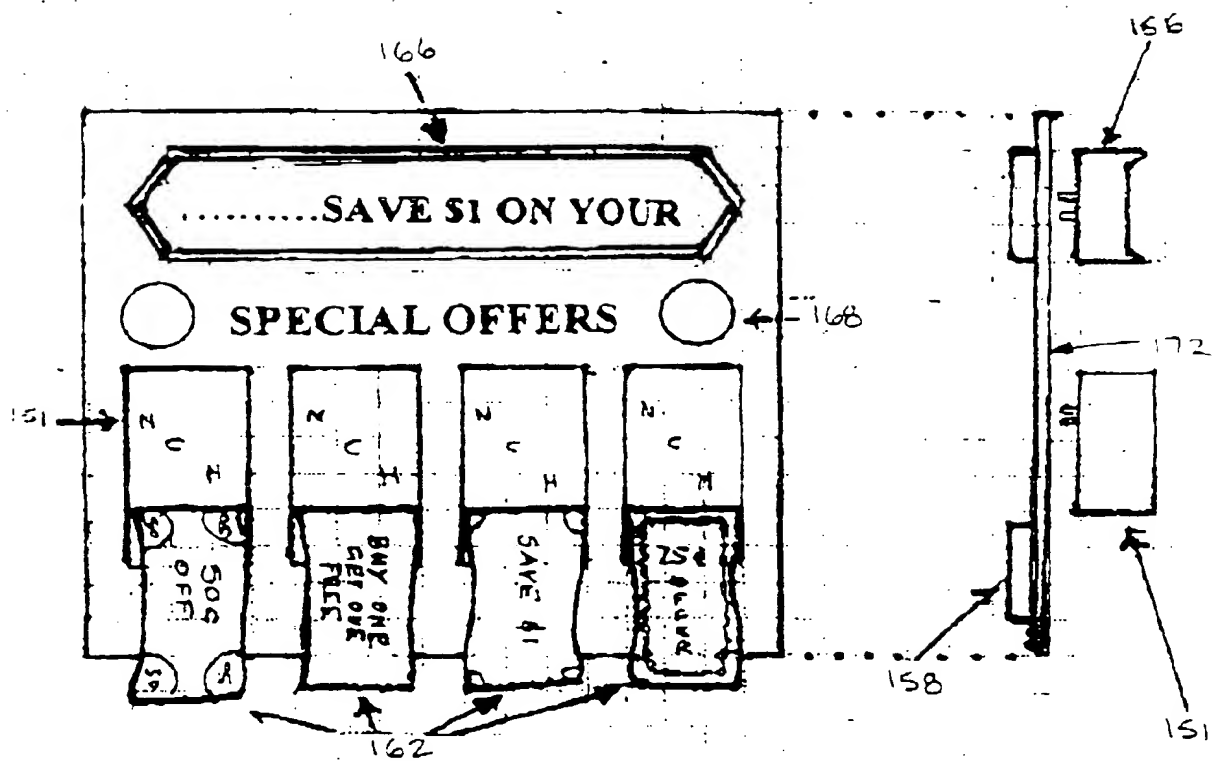 166
156
..........SAVE $1 ON YOUR
SPECIAL OFFERS
168
172
151
N U H
N U H
N U H
N U H
50¢ OFF
BUY ONE
GET ONE
FREE
SAVE $1
75¢
158
162
151